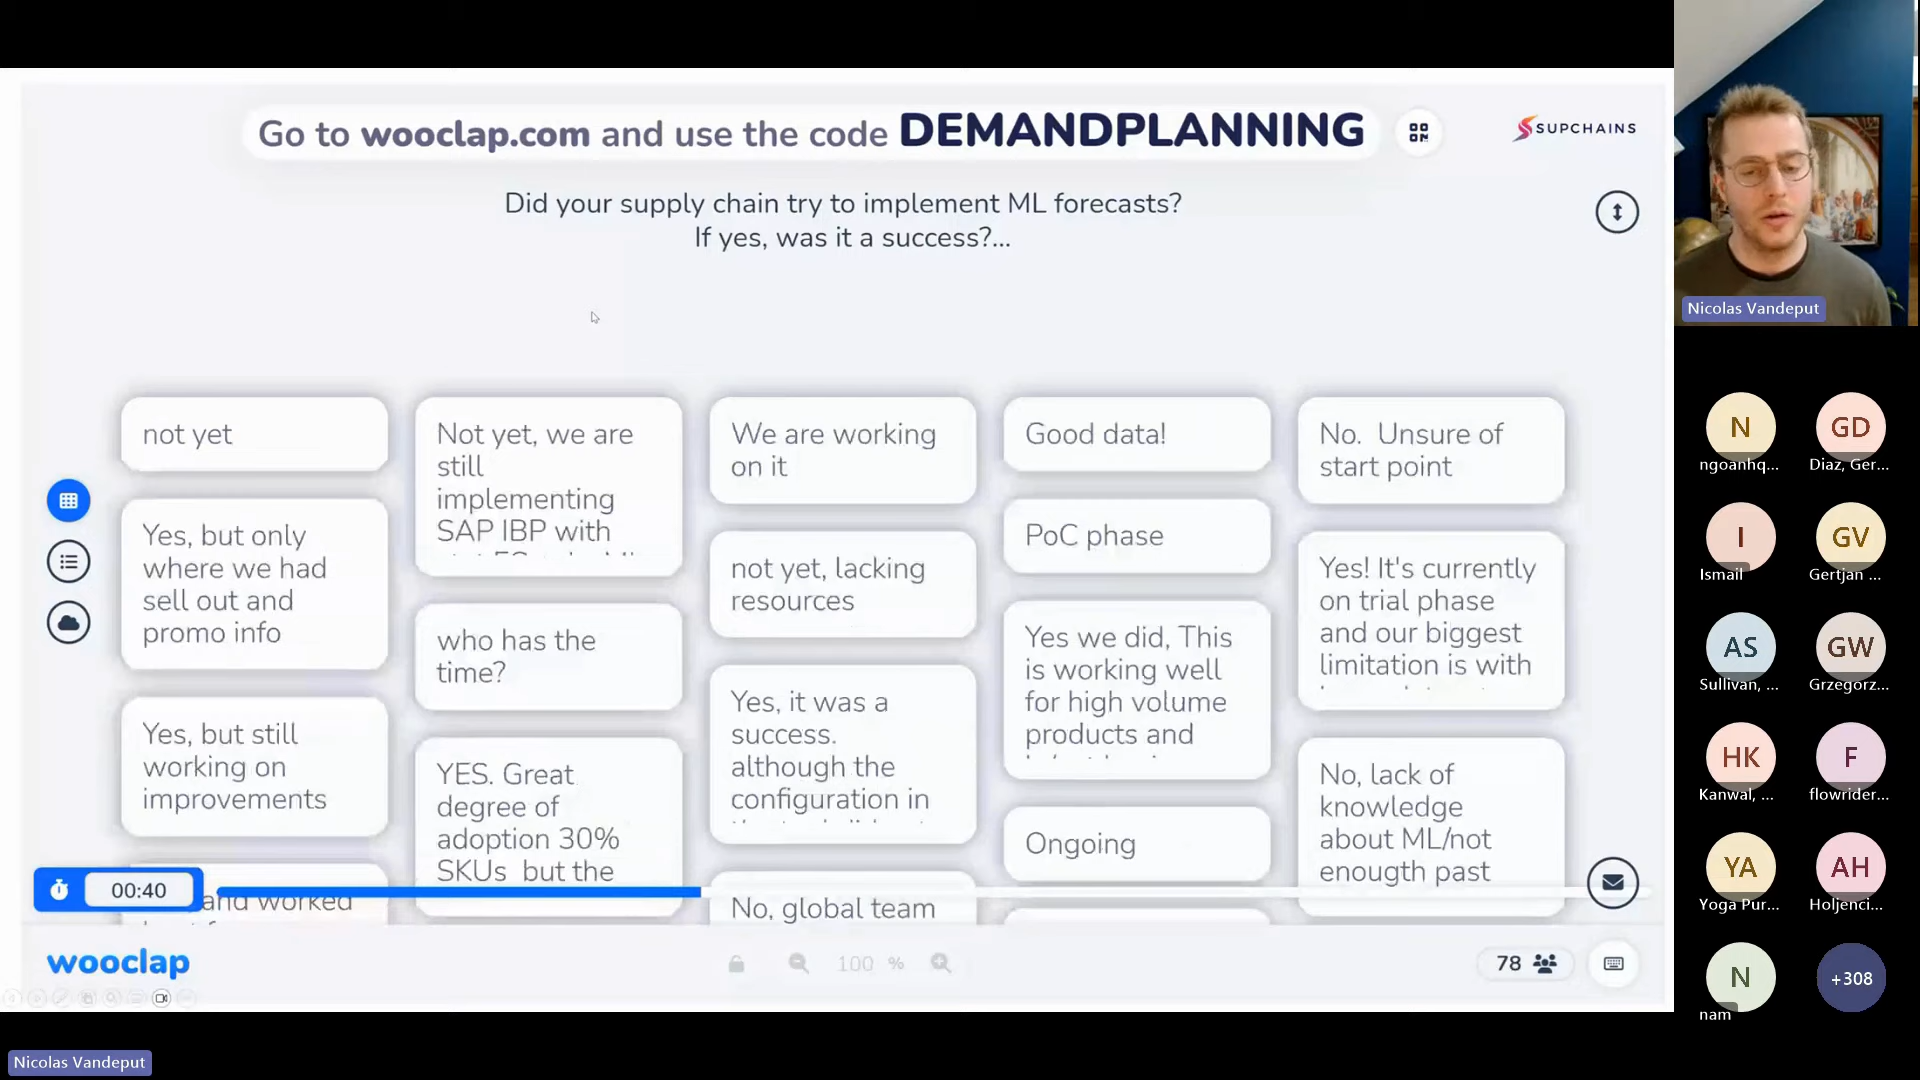 Go to wooclap.com and use the code DEMANDPLANNING
SUPCHAINS
Did your supply chain try to implement ML forecasts?
If yes, was it a success?...
not yet
Yes, but only
where we had
sell out and
promo info
Yes, but still
working on
improvements
and worked
Not yet, we are
still
implementing
SAP IBP with
who has the
time?
YES. Great
degree of
adoption 30%
SKUs but the
We are working
on it
not yet, lacking
resources
Yes, it was a
success.
although the
configuration in
No, global team
Good data!
PoC phase
Yes we did, This
is working well
for high volume
products and
Ongoing
No. Unsure of
start point
Yes! It's currently
on trial phase
and our biggest
limitation is with
No, lack of
knowledge
about ML/not
enougth past
00:40
wooclap
100 %
78
Nicolas Vandeput
Nicolas Vandeput
N
ngoanhq...
GD
Diaz, Ger...
I
Ismail
GV
Gertjan ...
AS
Sullivan, ...
GW
Grzegorz...
HK
Kanwal, ...
F
flowrider...
YA
Yoga Pur...
AH
Holjenci...
N
nam
+308